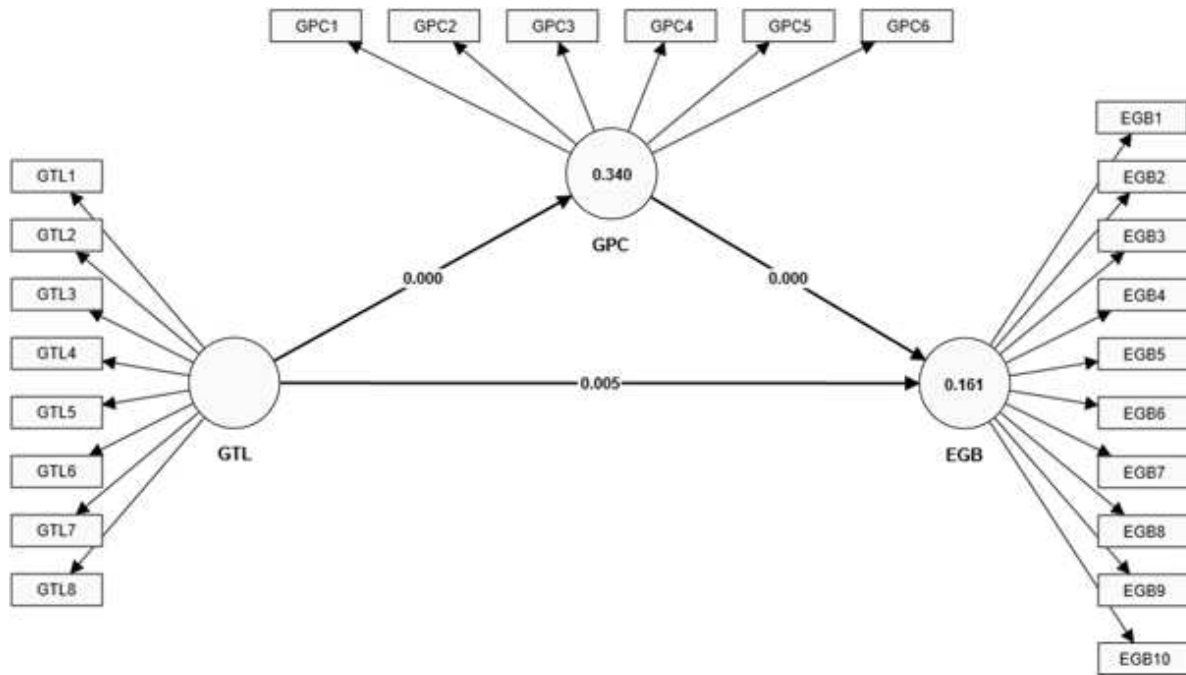 GPC1 GPC2 GPC3 GPC4 GPC5 GPC6
0.340
GPC
GTL1
GTL2
GTL3
GTL4
GTL5
GTL6
GTL7
GTL8
GTL
0.000
0.000
0.005
0.161
EGB
EGB1
EGB2
EGB3
EGB4
EGB5
EGB6
EGB7
EGB8
EGB9
EGB10